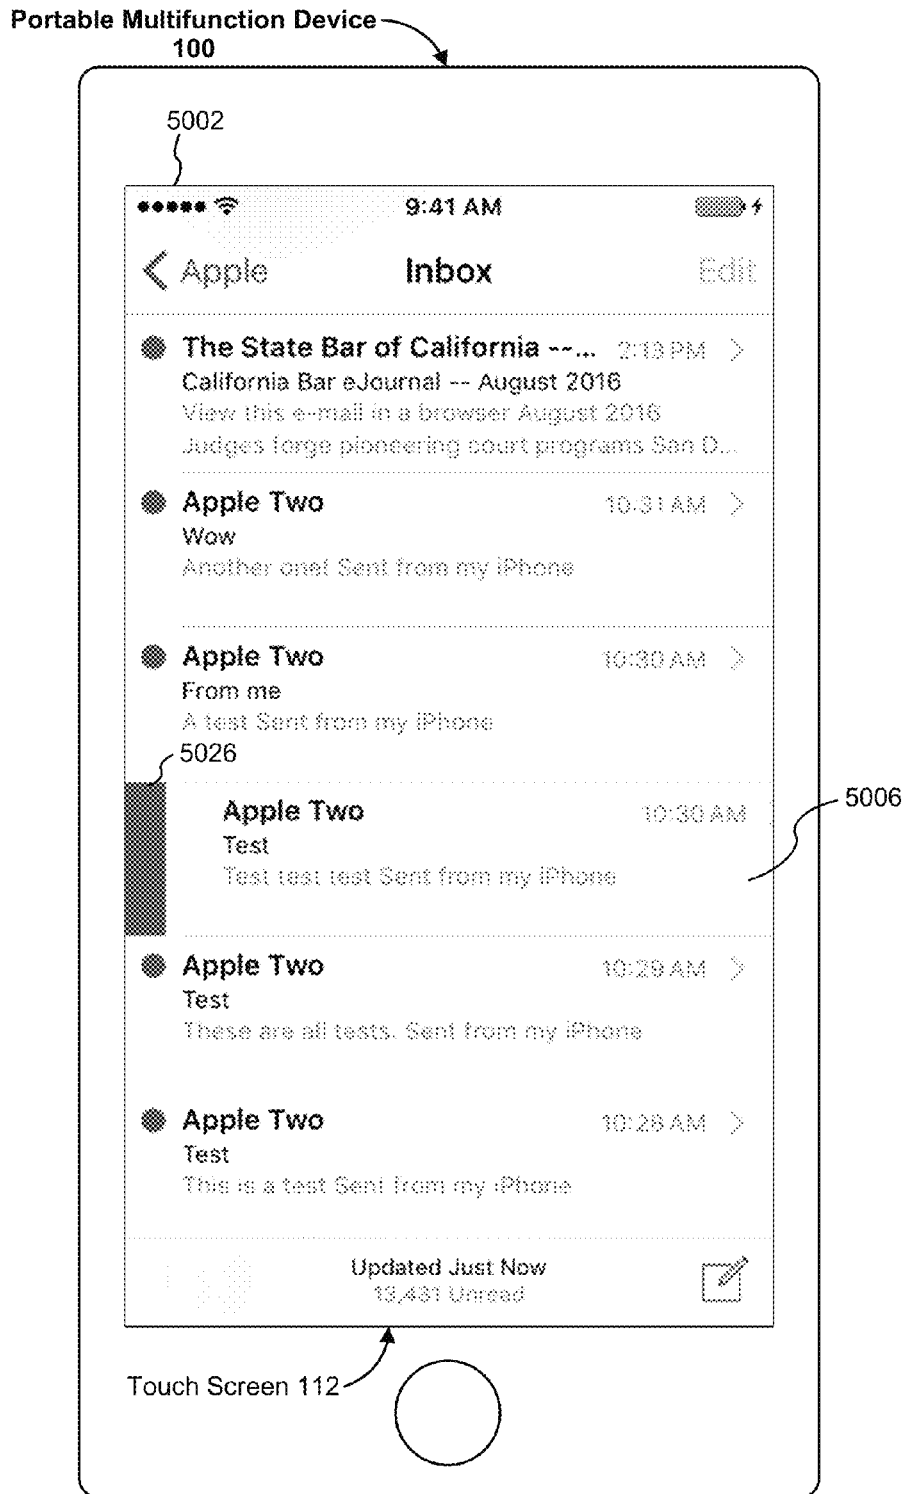 Portable Multifunction Device
100
5002
9:41 AM
Apple Inbox Edit
The State Bar of California --... 2:13 PM
California Bar eJournal -- August 2016
View this e-mail in a browser August 2016
Judges forge pioneering court programs San D...
Apple Two 10:31 AM
Wow
Another one! Sent from my iPhone
Apple Two 10:30 AM
From me
A test Sent from my iPhone
5026
Apple Two 10:30 AM
5006
Test
Test test test Sent from my iPhone
Apple Two 10:29 AM
Test
These are all tests. Sent from my iPhone
Apple Two 10:28 AM
Test
This is a test Sent from my iPhone
Updated Just Now
13,431 Unread
Touch Screen 112